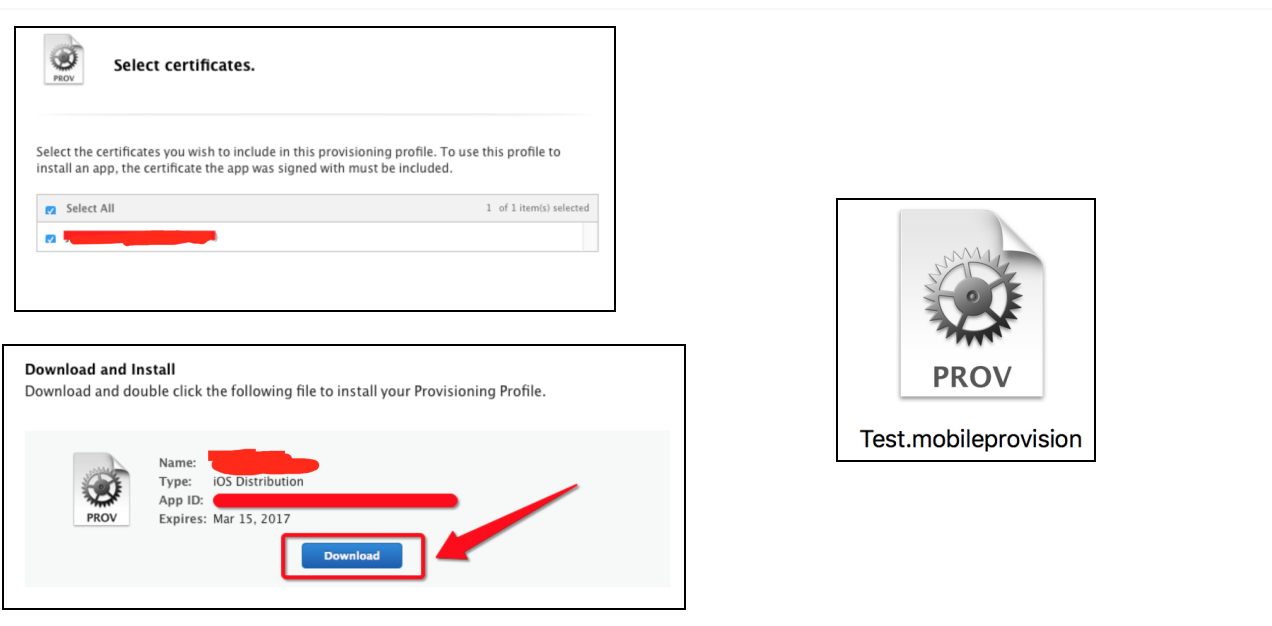 PROV
Select certificates.
Select the certificates you wish to include in this provisioning profile. To use this profile to
install an app, the certificate the app was signed with must be included.
Select All
1 of 1 item(s) selected
Download and Install
Download and double click the following file to install your Provisioning Profile.
PROV
Name:
Type: iOS Distribution
App ID:
Expires: Mar 15, 2017
Download
PROV
Test.mobileprovision